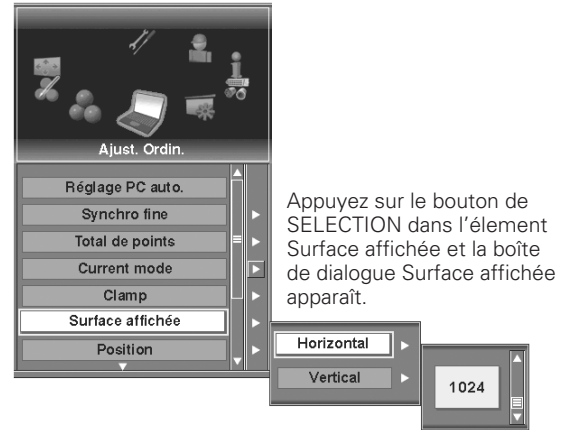 Ajust. Ordin.
Réglage PC auto.
Synchro fine
Total de points
Current mode
Clamp
Surface affichée
Position
Appuyez sur le bouton de
SELECTION dans l’élement
Surface affichée et la boîte
de dialogue Surface affichée
apparaît.
Horizontal
Vertical
1024